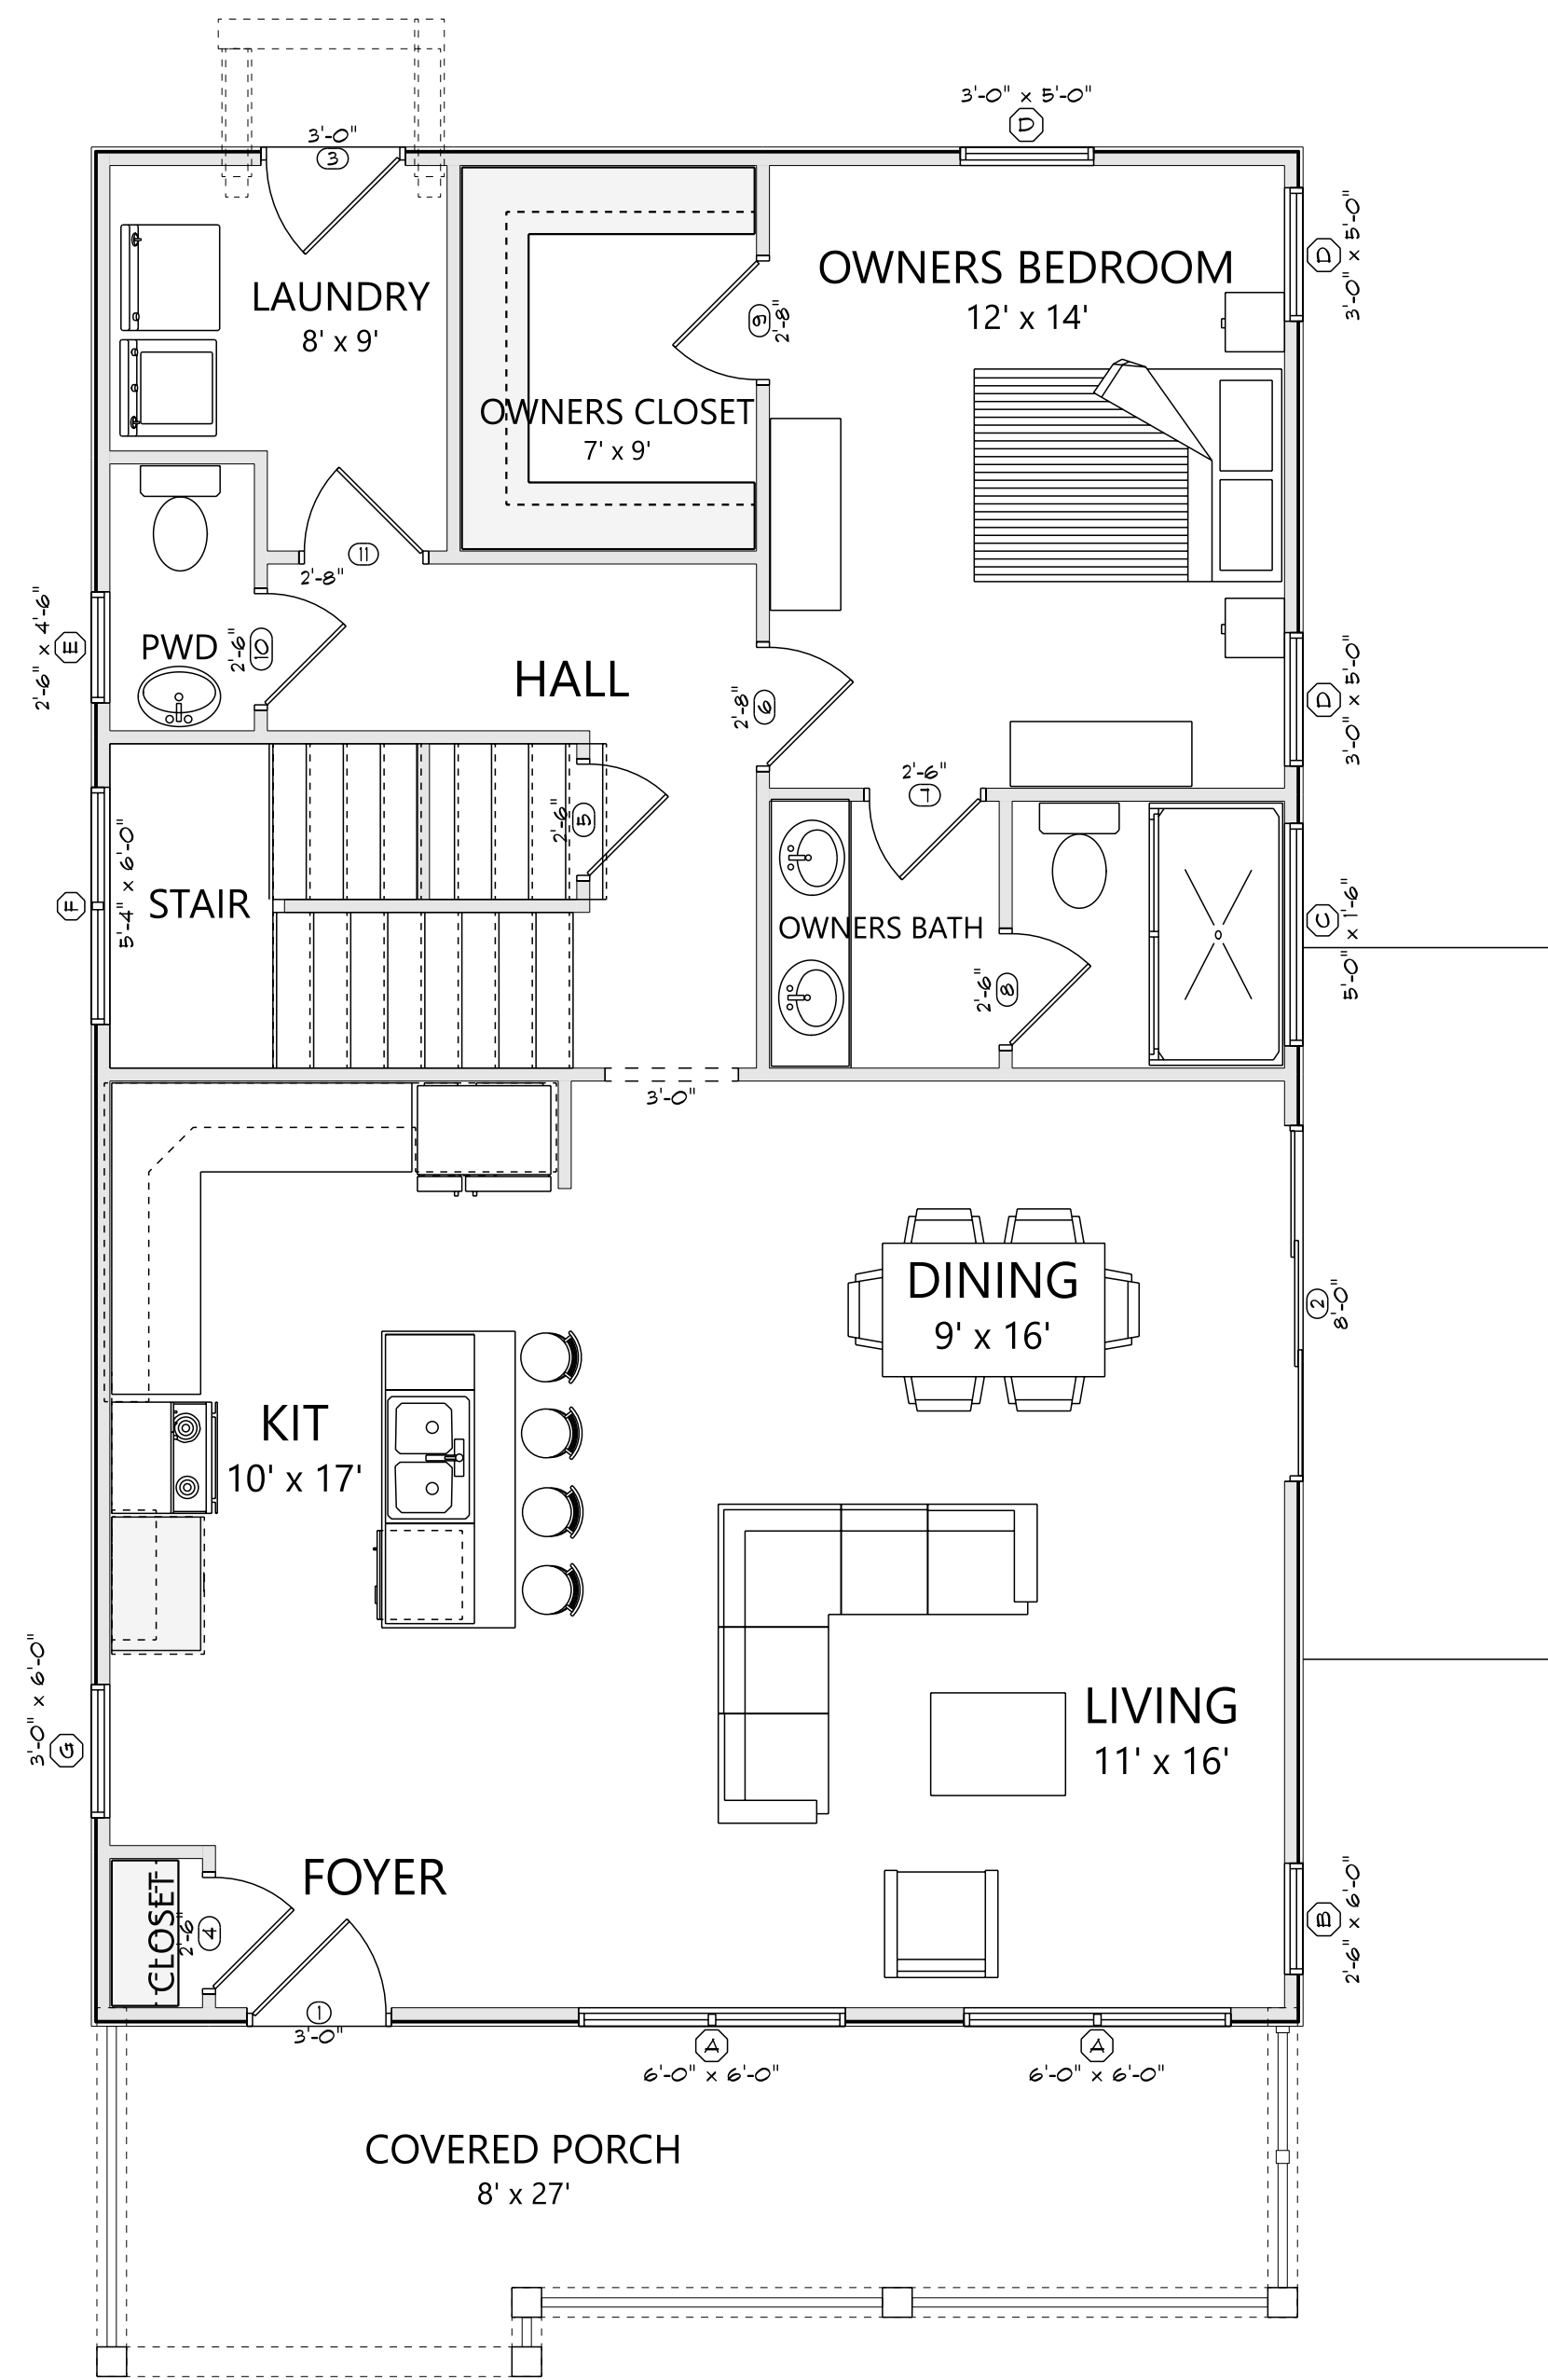 3'-0" x 5'-0"
D
3'-0"
3
3'-0" x 5'-0"
D
OWNERS BEDROOM
12' x 14'
LAUNDRY
8' x 9'
9
2'-8"
OWNERS CLOSET
7' x 9'
11
2'-8"
2'-6" x 4'-6"
E
PWD
2'-6"
10
HALL
2'-8"
6
D
3'-0" x 5'-0"
2'-6"
7
2'-6"
5
F
5'-4" x 6'-0"
STAIR
OWNERS BATH
2'-6"
8
C
5'-0" x 1'-6"
3'-0"
DINING
9' x 16'
2
8'-0"
KIT
10' x 17'
3'-0" x 6'-0"
G
LIVING
11' x 16'
FOYER
CLOSET
2'-6"
4
B
2'-6" x 6'-0"
1
3'-0"
A
6'-0" x 6'-0"
A
6'-0" x 6'-0"
COVERED PORCH
8' x 27'